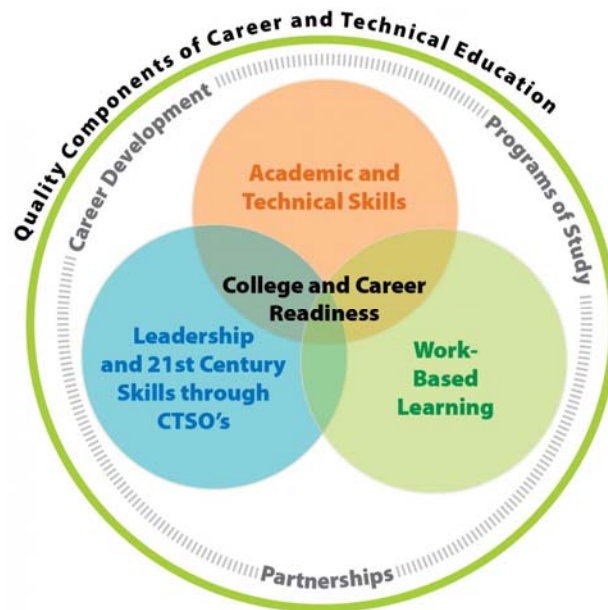 Quality Components of Career and Technical Education
Career Development
Programs of Study
Academic and
Technical Skills
College and Career
Readiness
Leadership
and 21st Century
Skills through
CTSO's
Work-
Based
Learning
Partnerships